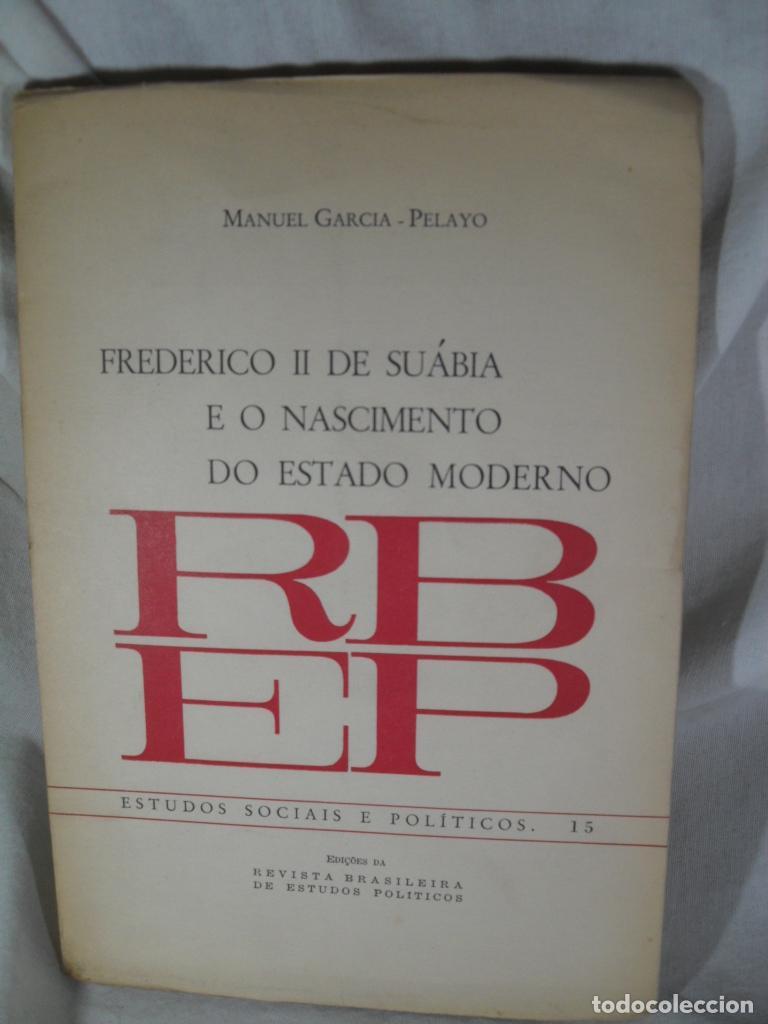 MANUEL GARCIA - PELAYO
FREDERICO II DE SUÁBIA
E O NASCIMENTO
DO ESTADO MODERNO
RB
EP
ESTUDOS SOCIAIS E POLÍTICOS. 15
EDIÇÕES DA
REVISTA BRASILEIRA
DE ESTUDOS POLITICOS
todocoleccion